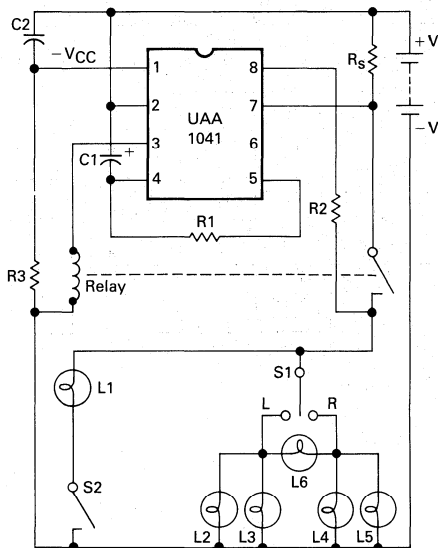 C2
−VCC
1
8
RS
+V
2
UAA
1041
7
3
6
−V
C1 +
4
5
R1
R2
R3
Relay
S1
L1
L
R
L6
S2
L2
L3
L4
L5